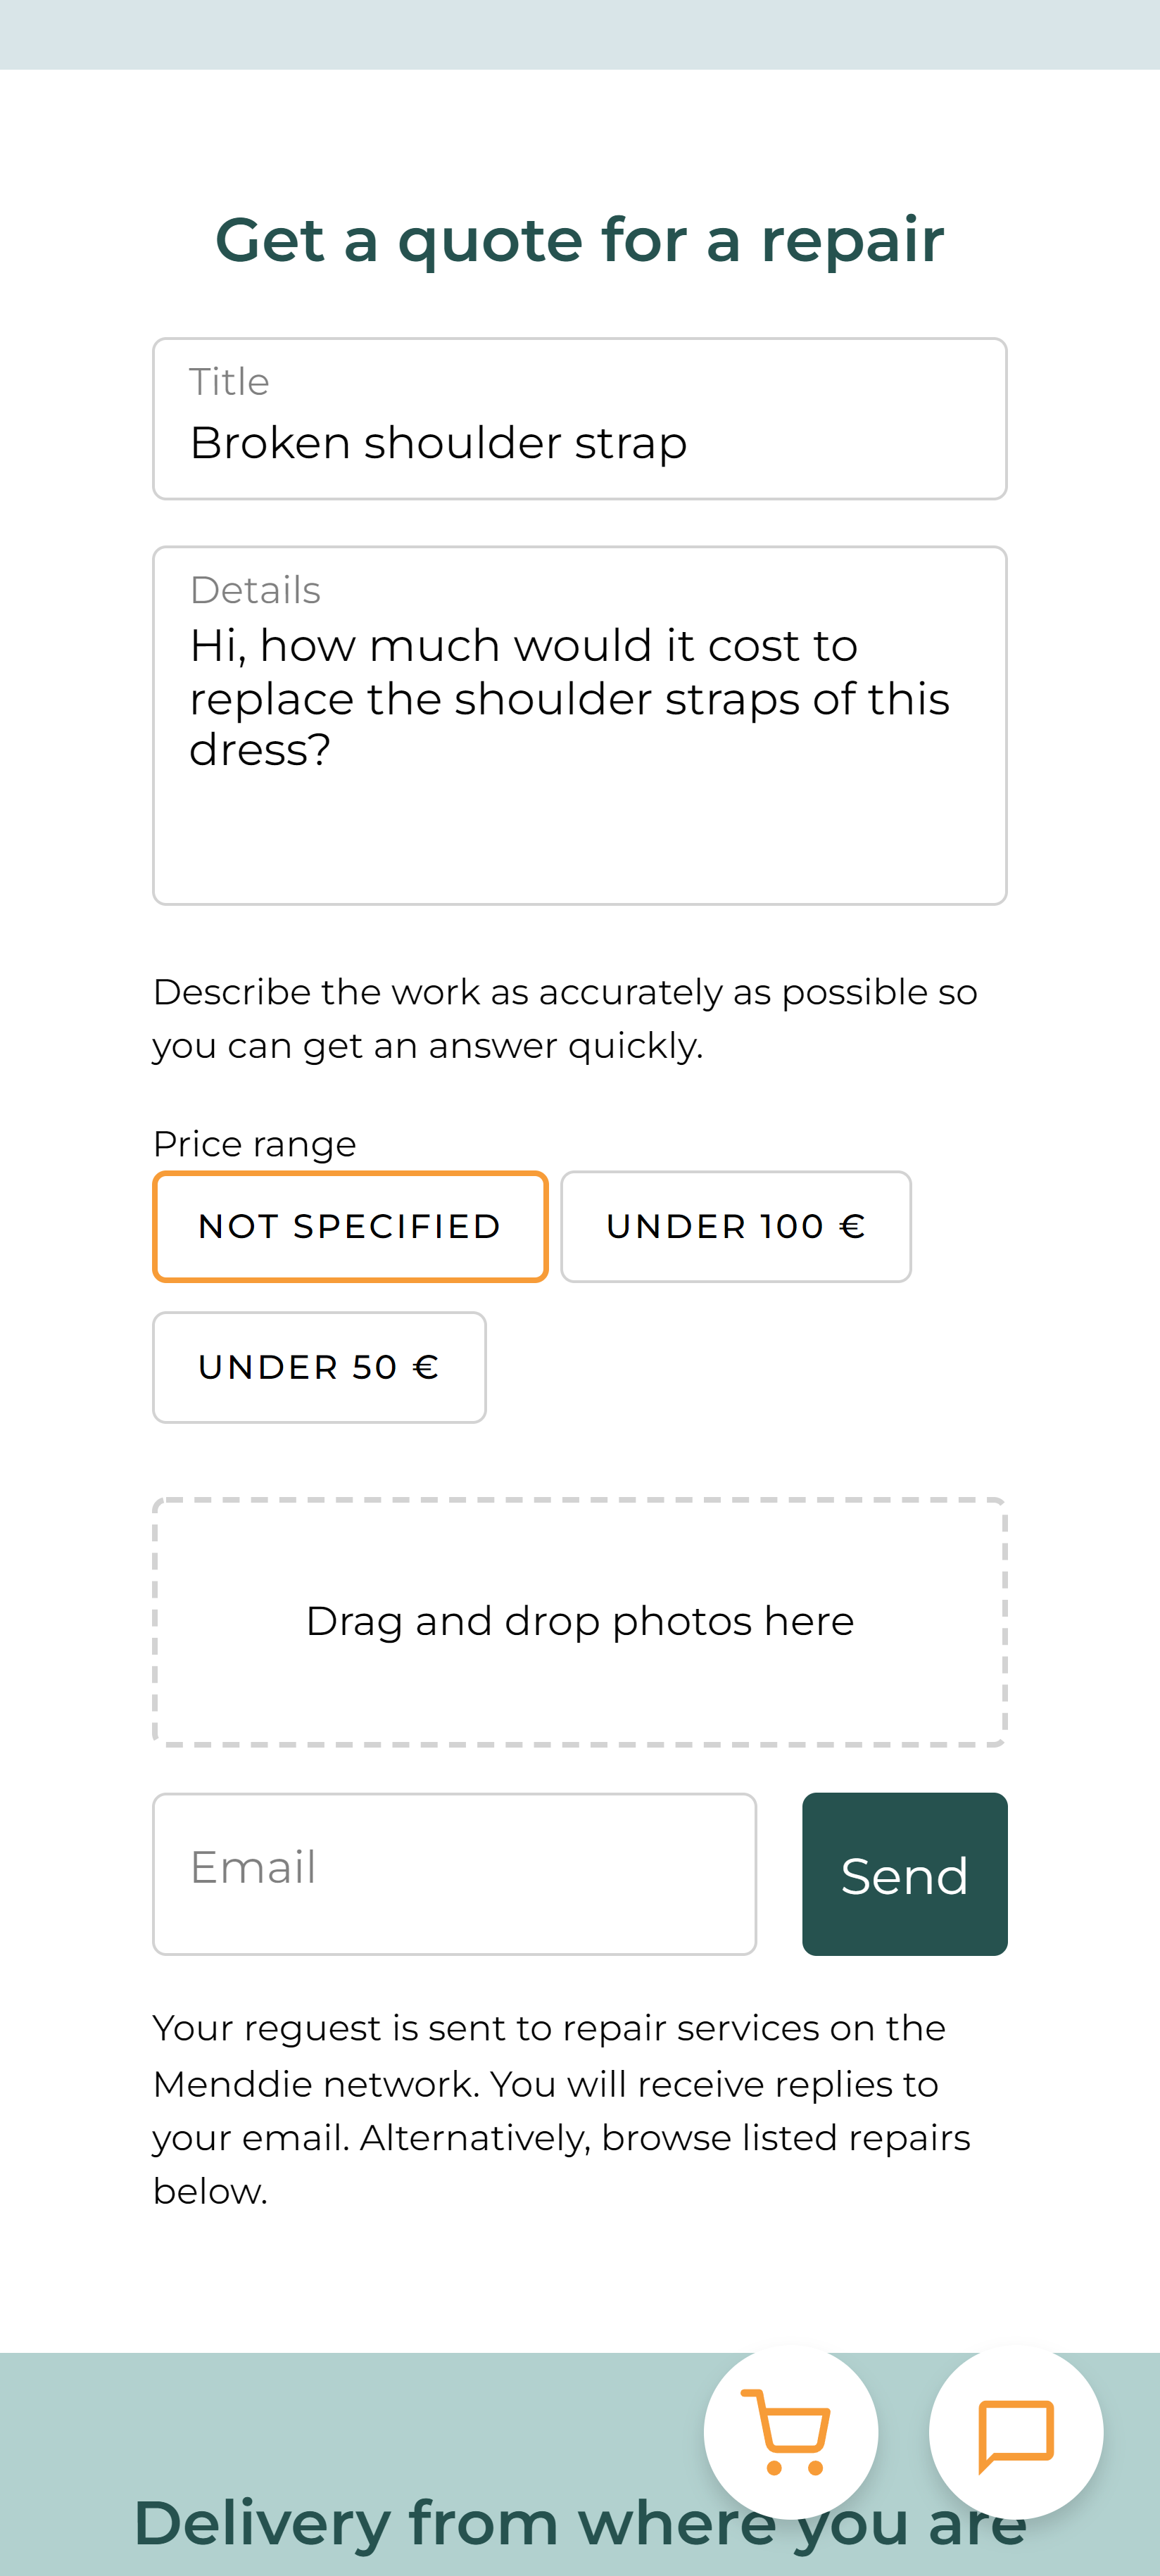 Get a quote for a repair
Title
Broken shoulder strap
Details
Hi, how much would it cost to
replace the shoulder straps of this
dress?
Describe the work as accurately as possible so
you can get an answer quickly.
Price range
NOT SPECIFIED
UNDER 100 €
UNDER 50 €
Drag and drop photos here
Email
Send
Your reguest is sent to repair services on the
Menddie network. You will receive replies to
your email. Alternatively, browse listed repairs
below.
Delivery from where you are